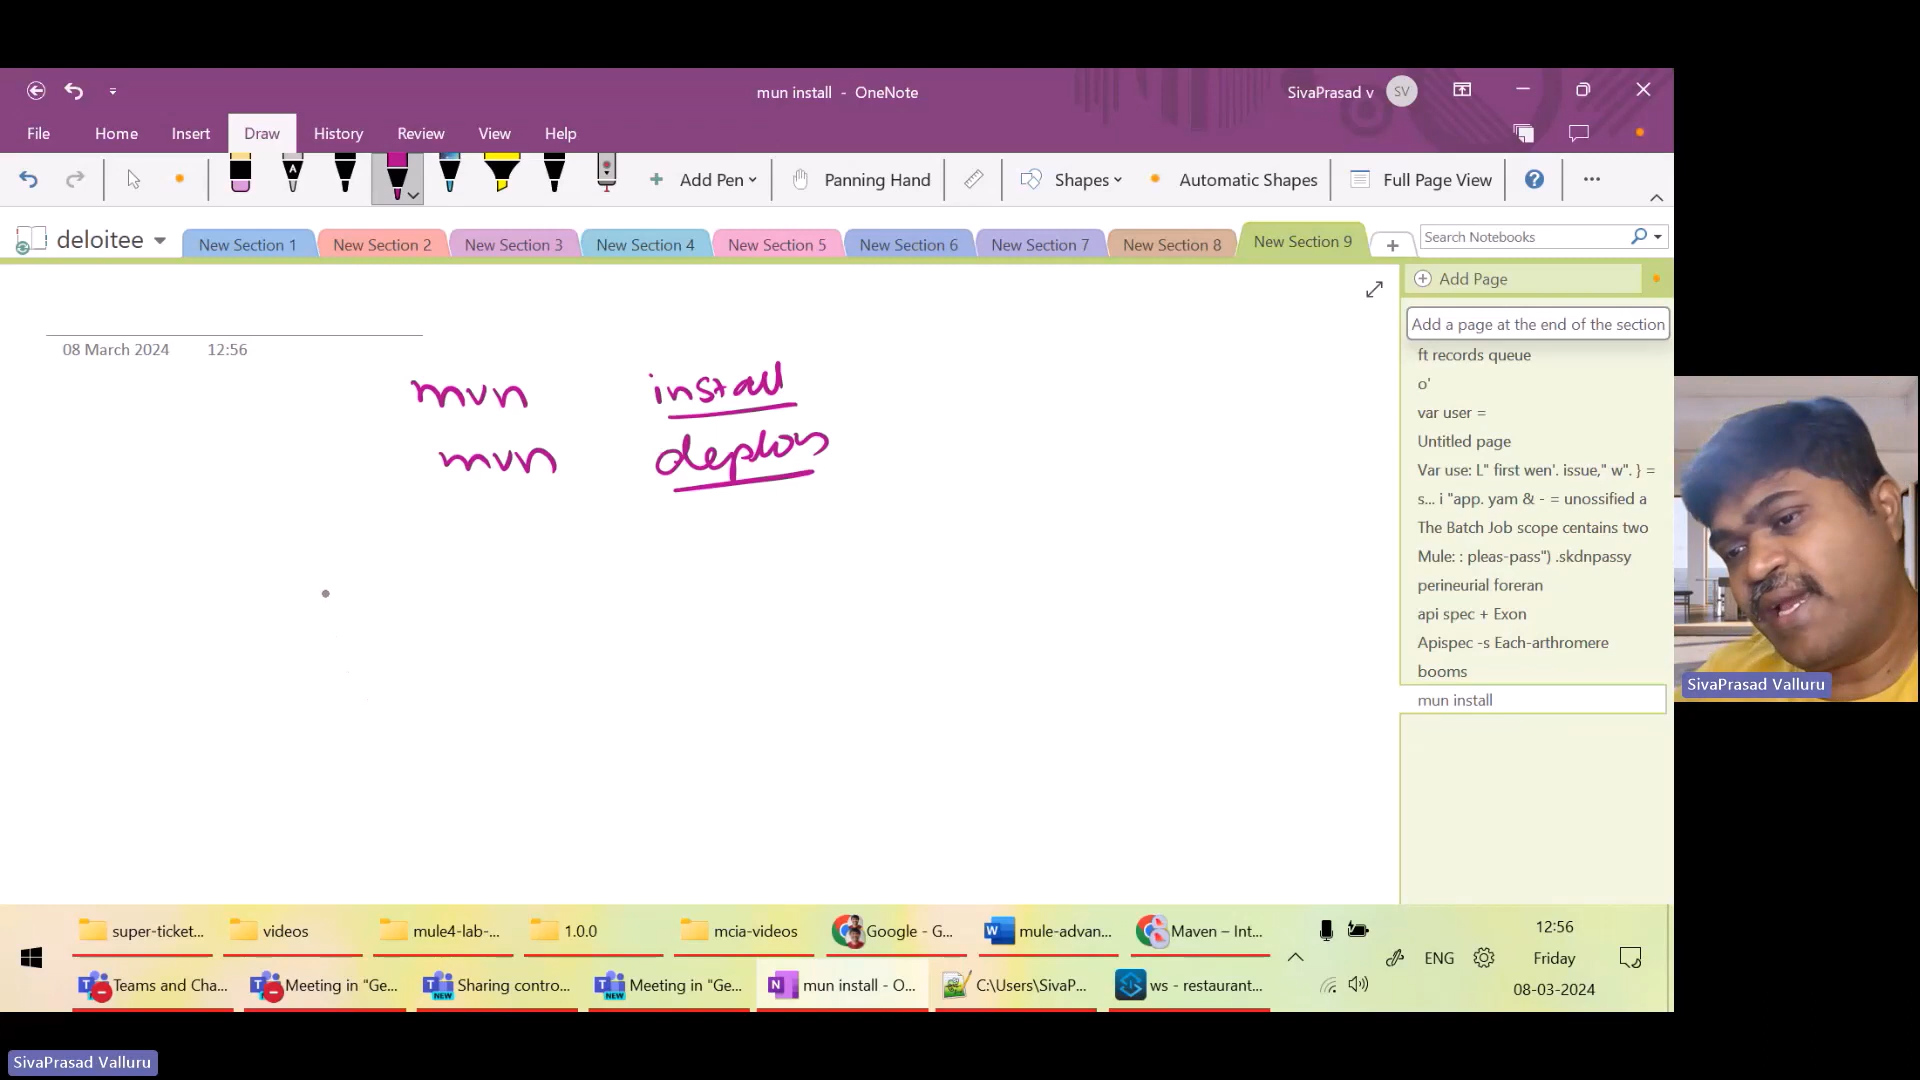 mun install - OneNote
SivaPrasad v
SV
File
Home
Insert
Draw
History
Review
View
Help
A
Add Pen
Panning Hand
Shapes
Automatic Shapes
Full Page View
?
deloitee
New Section 1
New Section 2
New Section 3
New Section 4
New Section 5
New Section 6
New Section 7
New Section 8
New Section 9
Search Notebooks
Add Page
Add a page at the end of the section
08 March 2024 12:56
mvn install
mvn deploy
ft records queue
o'
var user =
Untitled page
Var use: L" first wen'. issue," w". } =
s... i "app. yam & - = unossified a
The Batch Job scope centains two
Mule: : pleas-pass") .skdnpassy
perineurial foreran
api spec + Exon
Apispec -s Each-arthromere
booms
mun install
SivaPrasad Valluru
super-ticket...
videos
mule4-lab-...
1.0.0
mcia-videos
Google - G...
mule-advan...
Maven – Int...
12:56
Teams and Cha...
Meeting in "Ge...
Sharing contro...
Meeting in "Ge...
mun install - O...
C:\Users\SivaP...
ws - restaurant...
ENG
Friday
08-03-2024
SivaPrasad Valluru